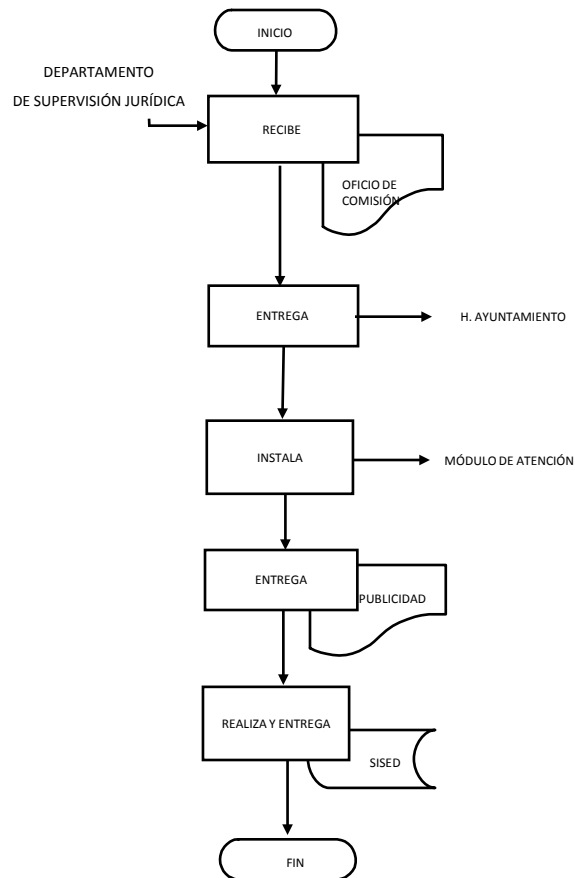 INICIO
DEPARTAMENTO
DE SUPERVISIÓN JURÍDICA
RECIBE
OFICIO DE
COMISIÓN
ENTREGA
H. AYUNTAMIENTO
INSTALA
MÓDULO DE ATENCIÓN
ENTREGA
PUBLICIDAD
REALIZA Y ENTREGA
SISED
FIN